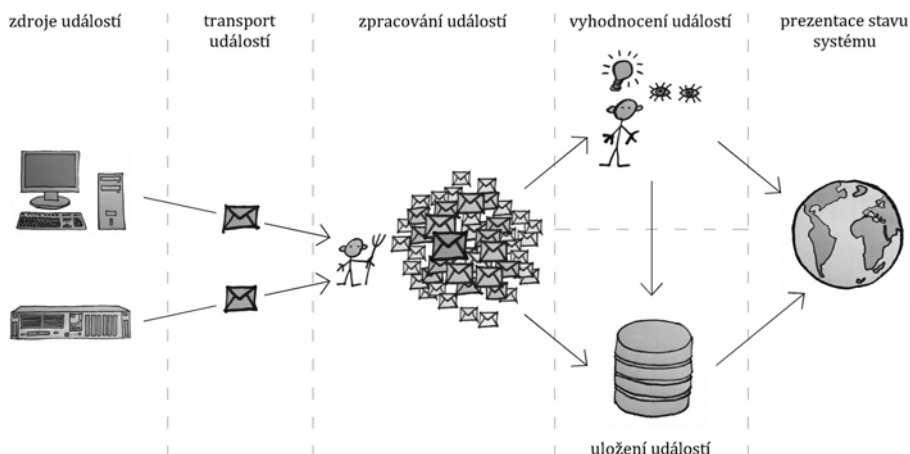 zdroje událostí
transport
událostí
zpracování událostí
vyhodnocení událostí
prezentace stavu
systému
uložení událostí